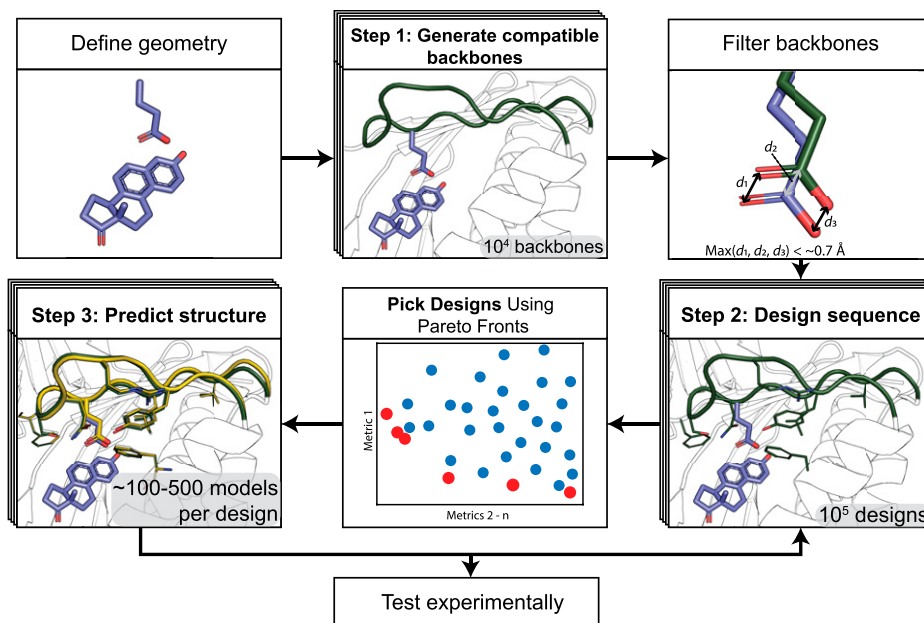 Define geometry
Step 1: Generate compatible
backbones
10⁴ backbones
Filter backbones
d₂
d₁
d₃
Max(d₁, d₂, d₃) < ~0.7 Å
Step 2: Design sequence
10⁵ designs
Pick Designs Using
Pareto Fronts
Metric 1
Metrics 2 - n
Step 3: Predict structure
~100-500 models
per design
Test experimentally